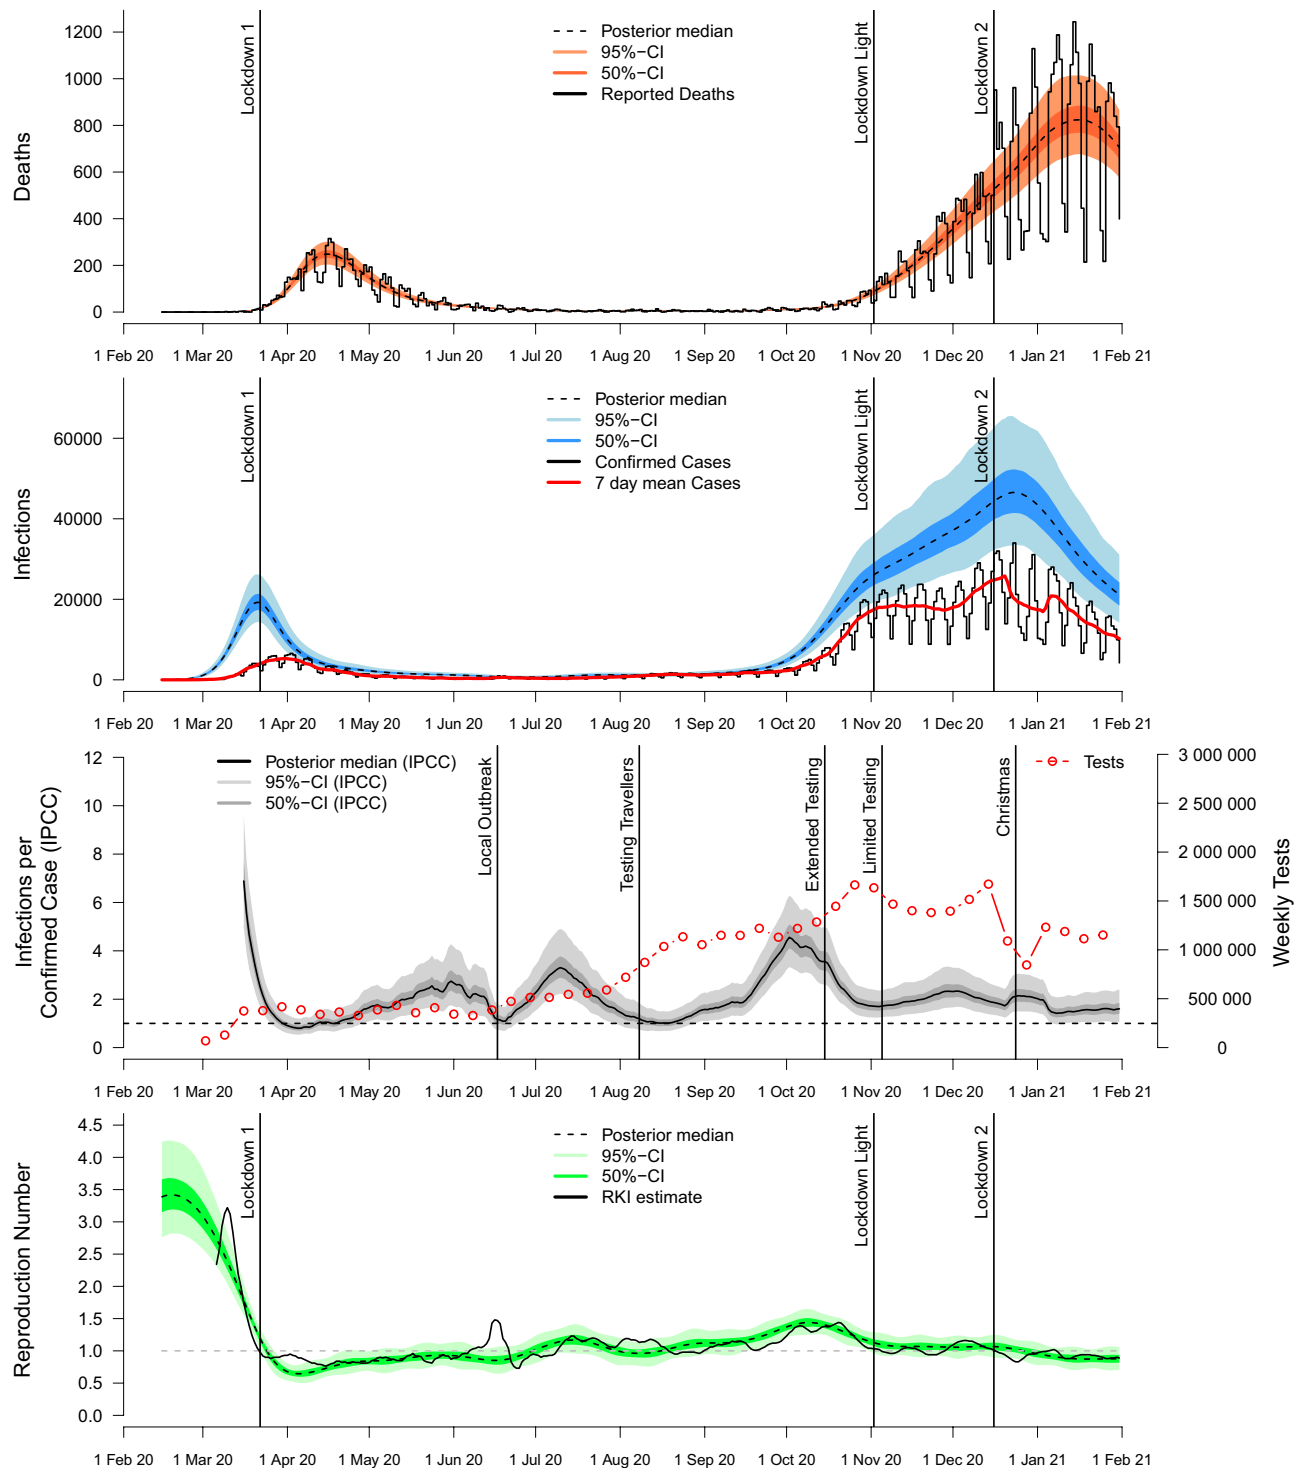 Deaths
1200
1000
800
600
400
200
0
Lockdown 1
Posterior median
95%−CI
50%−CI
Reported Deaths
Lockdown Light
Lockdown 2
1 Feb 20 1 Mar 20 1 Apr 20 1 May 20 1 Jun 20 1 Jul 20 1 Aug 20 1 Sep 20 1 Oct 20 1 Nov 20 1 Dec 20 1 Jan 21 1 Feb 21
Infections
60000
40000
20000
0
Lockdown 1
Posterior median
95%−CI
50%−CI
Confirmed Cases
7 day mean Cases
Lockdown Light
Lockdown 2
1 Feb 20 1 Mar 20 1 Apr 20 1 May 20 1 Jun 20 1 Jul 20 1 Aug 20 1 Sep 20 1 Oct 20 1 Nov 20 1 Dec 20 1 Jan 21 1 Feb 21
Infections per
Confirmed Case (IPCC)
12
10
8
6
4
2
0
Posterior median (IPCC)
95%−CI (IPCC)
50%−CI (IPCC)
Local Outbreak
Testing Travellers
Extended Testing
Limited Testing
Christmas
Tests
3 000 000
2 500 000
2 000 000
1 500 000
1 000 000
500 000
0
Weekly Tests
1 Feb 20 1 Mar 20 1 Apr 20 1 May 20 1 Jun 20 1 Jul 20 1 Aug 20 1 Sep 20 1 Oct 20 1 Nov 20 1 Dec 20 1 Jan 21 1 Feb 21
Reproduction Number
4.5
4.0
3.5
3.0
2.5
2.0
1.5
1.0
0.5
0.0
Lockdown 1
Posterior median
95%−CI
50%−CI
RKI estimate
Lockdown Light
Lockdown 2
1 Feb 20 1 Mar 20 1 Apr 20 1 May 20 1 Jun 20 1 Jul 20 1 Aug 20 1 Sep 20 1 Oct 20 1 Nov 20 1 Dec 20 1 Jan 21 1 Feb 21